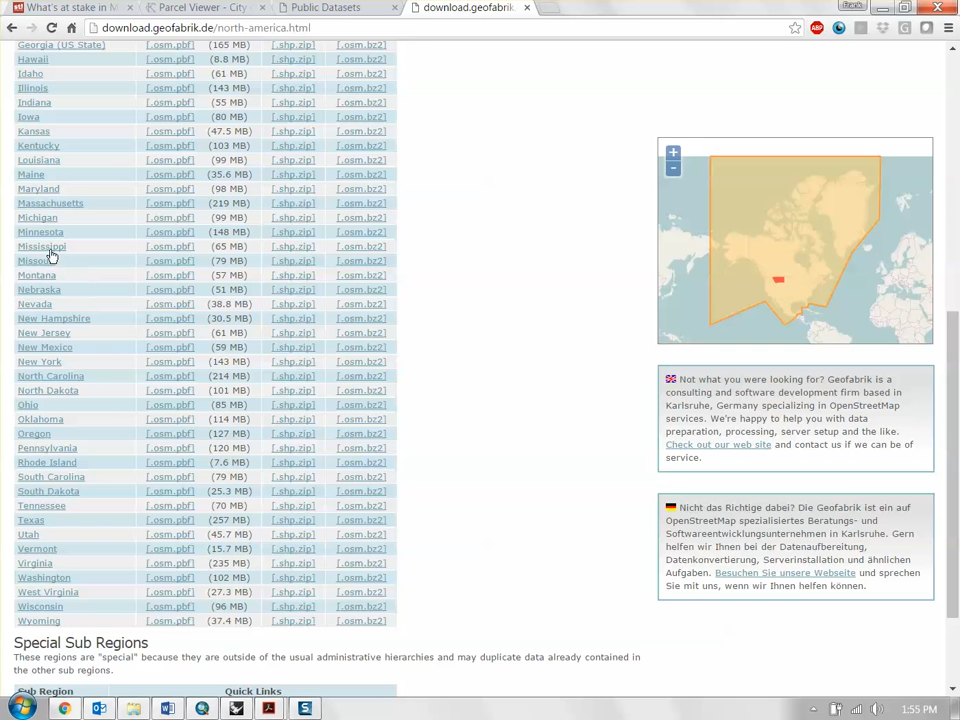 What's at stake in M
Parcel Viewer - City
Public Datasets
download.geofabrik.
Frank
download.geofabrik.de/north-america.html
Georgia (US State) [.osm.pbf] (165 MB) [.shp.zip] [.osm.bz2]
Hawaii [.osm.pbf] (8.8 MB) [.shp.zip] [.osm.bz2]
Idaho [.osm.pbf] (61 MB) [.shp.zip] [.osm.bz2]
Illinois [.osm.pbf] (143 MB) [.shp.zip] [.osm.bz2]
Indiana [.osm.pbf] (55 MB) [.shp.zip] [.osm.bz2]
Iowa [.osm.pbf] (80 MB) [.shp.zip] [.osm.bz2]
Kansas [.osm.pbf] (47.5 MB) [.shp.zip] [.osm.bz2]
Kentucky [.osm.pbf] (103 MB) [.shp.zip] [.osm.bz2]
Louisiana [.osm.pbf] (99 MB) [.shp.zip] [.osm.bz2]
Maine [.osm.pbf] (35.6 MB) [.shp.zip] [.osm.bz2]
Maryland [.osm.pbf] (98 MB) [.shp.zip] [.osm.bz2]
Massachusetts [.osm.pbf] (219 MB) [.shp.zip] [.osm.bz2]
Michigan [.osm.pbf] (99 MB) [.shp.zip] [.osm.bz2]
Minnesota [.osm.pbf] (148 MB) [.shp.zip] [.osm.bz2]
Mississippi [.osm.pbf] (65 MB) [.shp.zip] [.osm.bz2]
Missouri [.osm.pbf] (79 MB) [.shp.zip] [.osm.bz2]
Montana [.osm.pbf] (57 MB) [.shp.zip] [.osm.bz2]
Nebraska [.osm.pbf] (51 MB) [.shp.zip] [.osm.bz2]
Nevada [.osm.pbf] (38.8 MB) [.shp.zip] [.osm.bz2]
New Hampshire [.osm.pbf] (30.5 MB) [.shp.zip] [.osm.bz2]
New Jersey [.osm.pbf] (61 MB) [.shp.zip] [.osm.bz2]
New Mexico [.osm.pbf] (59 MB) [.shp.zip] [.osm.bz2]
New York [.osm.pbf] (143 MB) [.shp.zip] [.osm.bz2]
North Carolina [.osm.pbf] (214 MB) [.shp.zip] [.osm.bz2]
North Dakota [.osm.pbf] (101 MB) [.shp.zip] [.osm.bz2]
Ohio [.osm.pbf] (85 MB) [.shp.zip] [.osm.bz2]
Oklahoma [.osm.pbf] (114 MB) [.shp.zip] [.osm.bz2]
Oregon [.osm.pbf] (127 MB) [.shp.zip] [.osm.bz2]
Pennsylvania [.osm.pbf] (120 MB) [.shp.zip] [.osm.bz2]
Rhode Island [.osm.pbf] (7.6 MB) [.shp.zip] [.osm.bz2]
South Carolina [.osm.pbf] (79 MB) [.shp.zip] [.osm.bz2]
South Dakota [.osm.pbf] (25.3 MB) [.shp.zip] [.osm.bz2]
Tennessee [.osm.pbf] (70 MB) [.shp.zip] [.osm.bz2]
Texas [.osm.pbf] (257 MB) [.shp.zip] [.osm.bz2]
Utah [.osm.pbf] (45.7 MB) [.shp.zip] [.osm.bz2]
Vermont [.osm.pbf] (15.7 MB) [.shp.zip] [.osm.bz2]
Virginia [.osm.pbf] (235 MB) [.shp.zip] [.osm.bz2]
Washington [.osm.pbf] (102 MB) [.shp.zip] [.osm.bz2]
West Virginia [.osm.pbf] (27.3 MB) [.shp.zip] [.osm.bz2]
Wisconsin [.osm.pbf] (96 MB) [.shp.zip] [.osm.bz2]
Wyoming [.osm.pbf] (37.4 MB) [.shp.zip] [.osm.bz2]
Special Sub Regions
These regions are "special" because they are outside of the usual administrative hierarchies and may duplicate data already contained in
the other sub regions.
Sub Region Quick Links
+
-
Not what you were looking for? Geofabrik is a
consulting and software development firm based in
Karlsruhe, Germany specializing in OpenStreetMap
services. We're happy to help you with data
preparation, processing, server setup and the like.
Check out our web site and contact us if we can be of
service.
Nicht das Richtige dabei? Die Geofabrik ist ein auf
OpenStreetMap spezialisiertes Beratungs- und
Softwareentwicklungsunternehmen in Karlsruhe. Gern
helfen wir Ihnen bei der Datenaufbereitung,
Datenkonvertierung, Serverinstallation und ähnlichen
Aufgaben. Besuchen Sie unsere Webseite und sprechen
Sie mit uns, wenn wir Ihnen helfen können.
1:55 PM